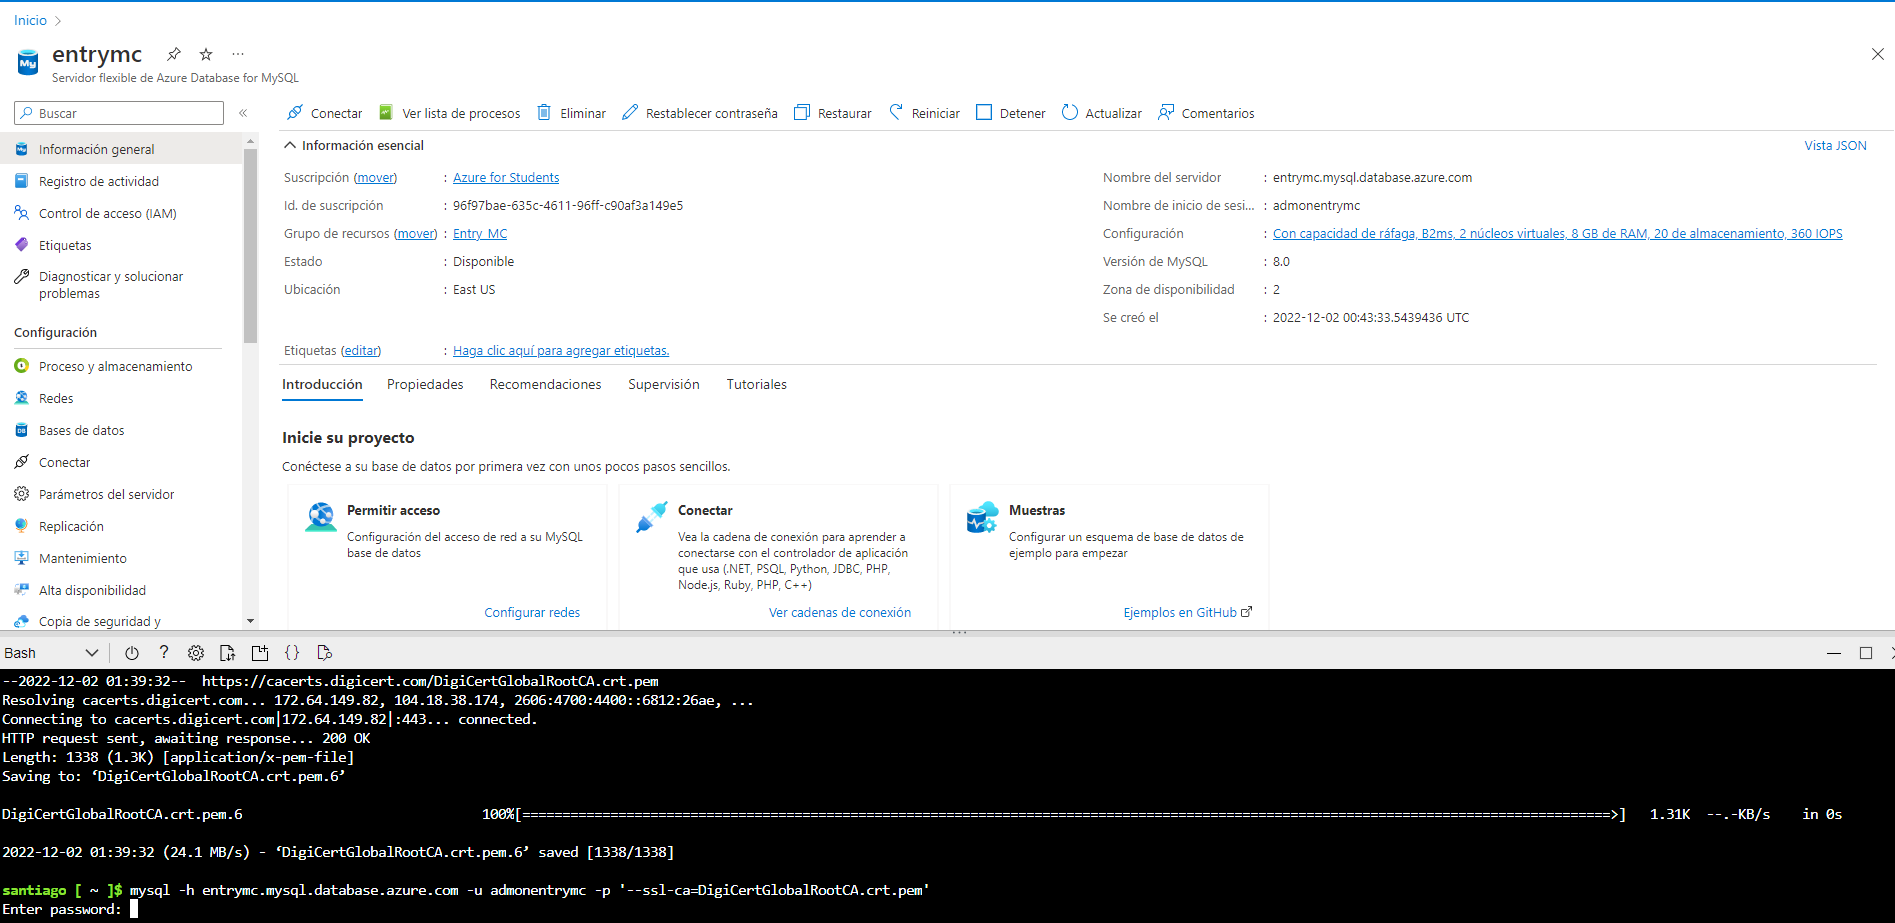 Inicio >
entrymc ...
Servidor flexible de Azure Database for MySQL
Buscar
«
Conectar Ver lista de procesos Eliminar Restablecer contraseña Restaurar Reiniciar Detener Actualizar Comentarios
Información general
Registro de actividad
Control de acceso (IAM)
Etiquetas
Diagnosticar y solucionar
problemas
Configuración
Proceso y almacenamiento
Redes
Bases de datos
Conectar
Parámetros del servidor
Replicación
Mantenimiento
Alta disponibilidad
Copia de seguridad y
Información esencial
Vista JSON
Suscripción (mover) : Azure for Students
Id. de suscripción : 96f97bae-635c-4611-96ff-c90af3a149e5
Grupo de recursos (mover) : Entry_MC
Estado : Disponible
Ubicación : East US
Nombre del servidor : entrymc.mysql.database.azure.com
Nombre de inicio de sesi... : admonentrymc
Configuración : Con capacidad de ráfaga, B2ms, 2 núcleos virtuales, 8 GB de RAM, 20 de almacenamiento, 360 IOPS
Versión de MySQL : 8.0
Zona de disponibilidad : 2
Se creó el : 2022-12-02 00:43:33.5439436 UTC
Etiquetas (editar) : Haga clic aquí para agregar etiquetas.
Introducción Propiedades Recomendaciones Supervisión Tutoriales
Inicie su proyecto
Conéctese a su base de datos por primera vez con unos pocos pasos sencillos.
Permitir acceso
Configuración del acceso de red a su MySQL
base de datos
Configurar redes
Conectar
Vea la cadena de conexión para aprender a
conectarse con el controlador de aplicación
que usa (.NET, PSQL, Python, JDBC, PHP,
Node.js, Ruby, PHP, C++)
Ver cadenas de conexión
Muestras
Configurar un esquema de base de datos de
ejemplo para empezar
Ejemplos en GitHub
Bash ? {}
--2022-12-02 01:39:32--  https://cacerts.digicert.com/DigiCertGlobalRootCA.crt.pem
Resolving cacerts.digicert.com... 172.64.149.82, 104.18.38.174, 2606:4700:4400::6812:26ae, ...
Connecting to cacerts.digicert.com|172.64.149.82|:443... connected.
HTTP request sent, awaiting response... 200 OK
Length: 1338 (1.3K) [application/x-pem-file]
Saving to: ‘DigiCertGlobalRootCA.crt.pem.6’
DigiCertGlobalRootCA.crt.pem.6 100%[=======================================>] 1.31K --.-KB/s in 0s
2022-12-02 01:39:32 (24.1 MB/s) - ‘DigiCertGlobalRootCA.crt.pem.6’ saved [1338/1338]
santiago [ ~ ]$ mysql -h entrymc.mysql.database.azure.com -u admonentrymc -p '--ssl-ca=DigiCertGlobalRootCA.crt.pem'
Enter password: